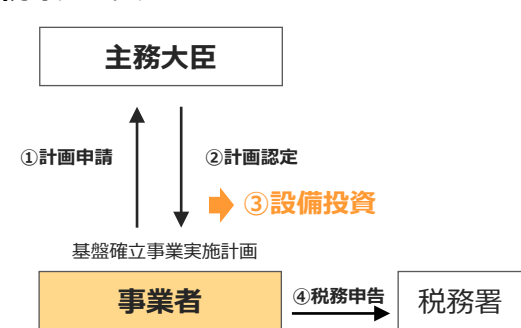 主務大臣
①計画申請
②計画認定
③設備投資
基盤確立事業実施計画
事業者
④税務申告
税務署